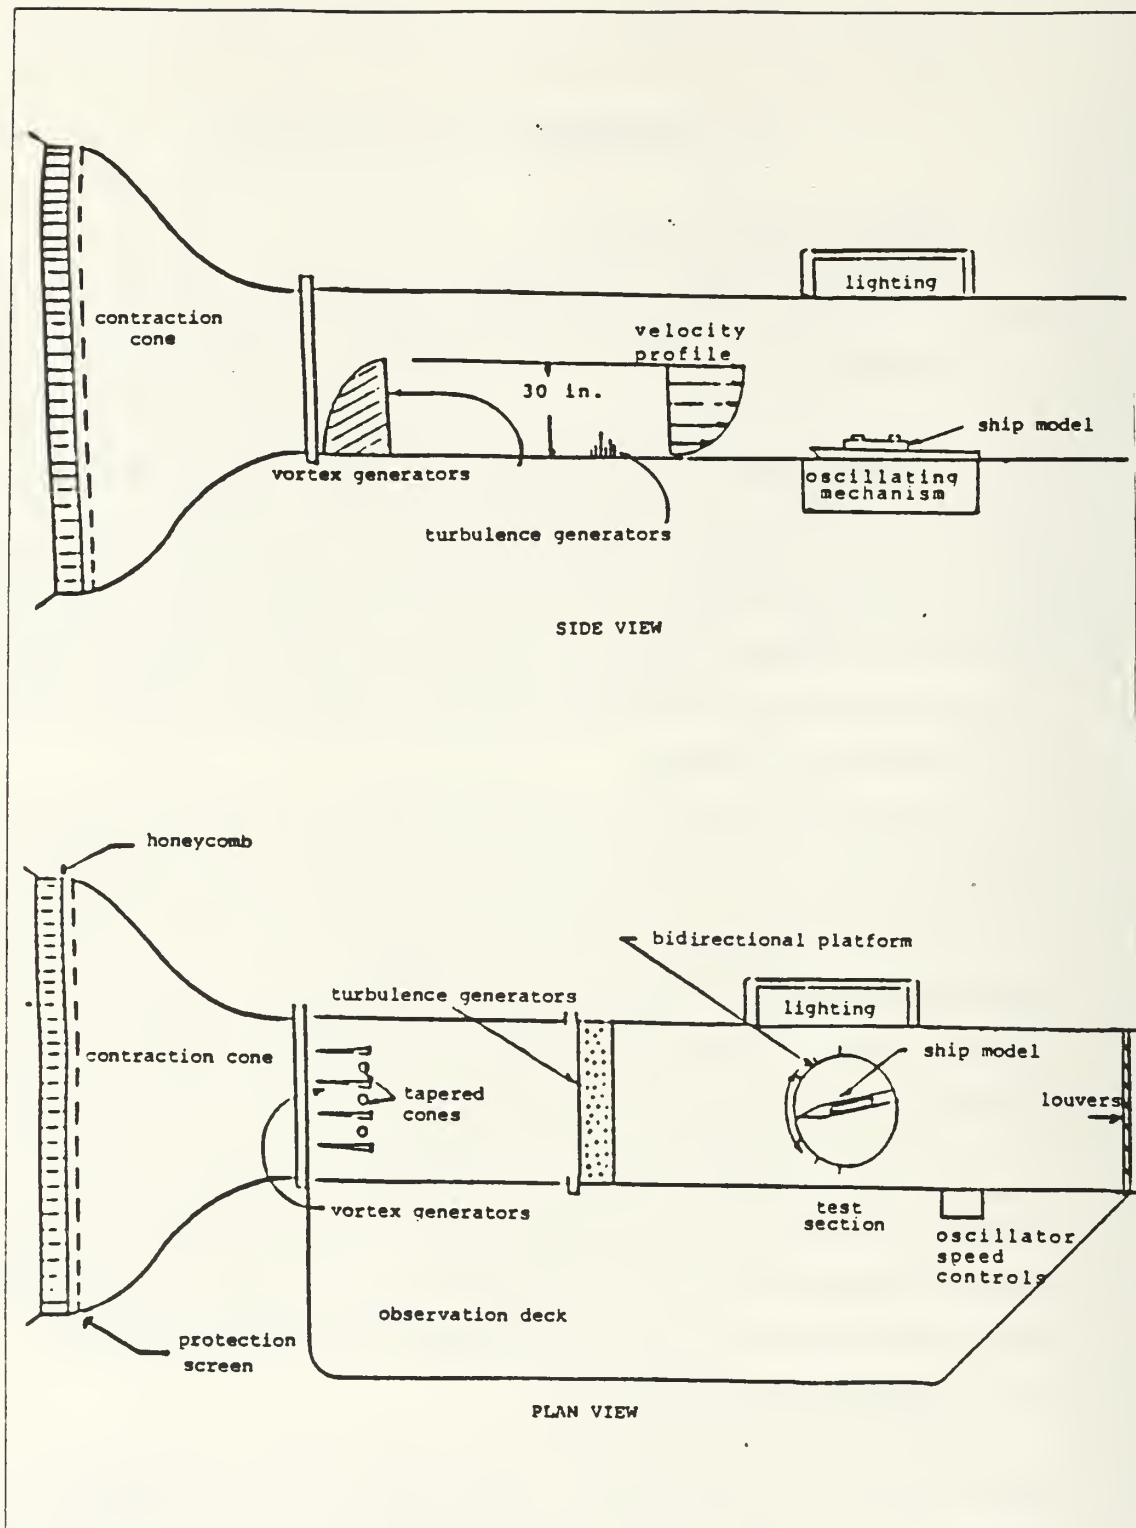 lighting
contraction
cone
velocity
profile
30 in.
ship model
vortex generators
oscillating
mechanism
turbulence generators
SIDE VIEW
honeycomb
bidirectional platform
turbulence generators
lighting
contraction cone
ship model
tapered
cones
louvers
vortex generators
test
section
oscillator
speed
controls
observation deck
protection
screen
PLAN VIEW